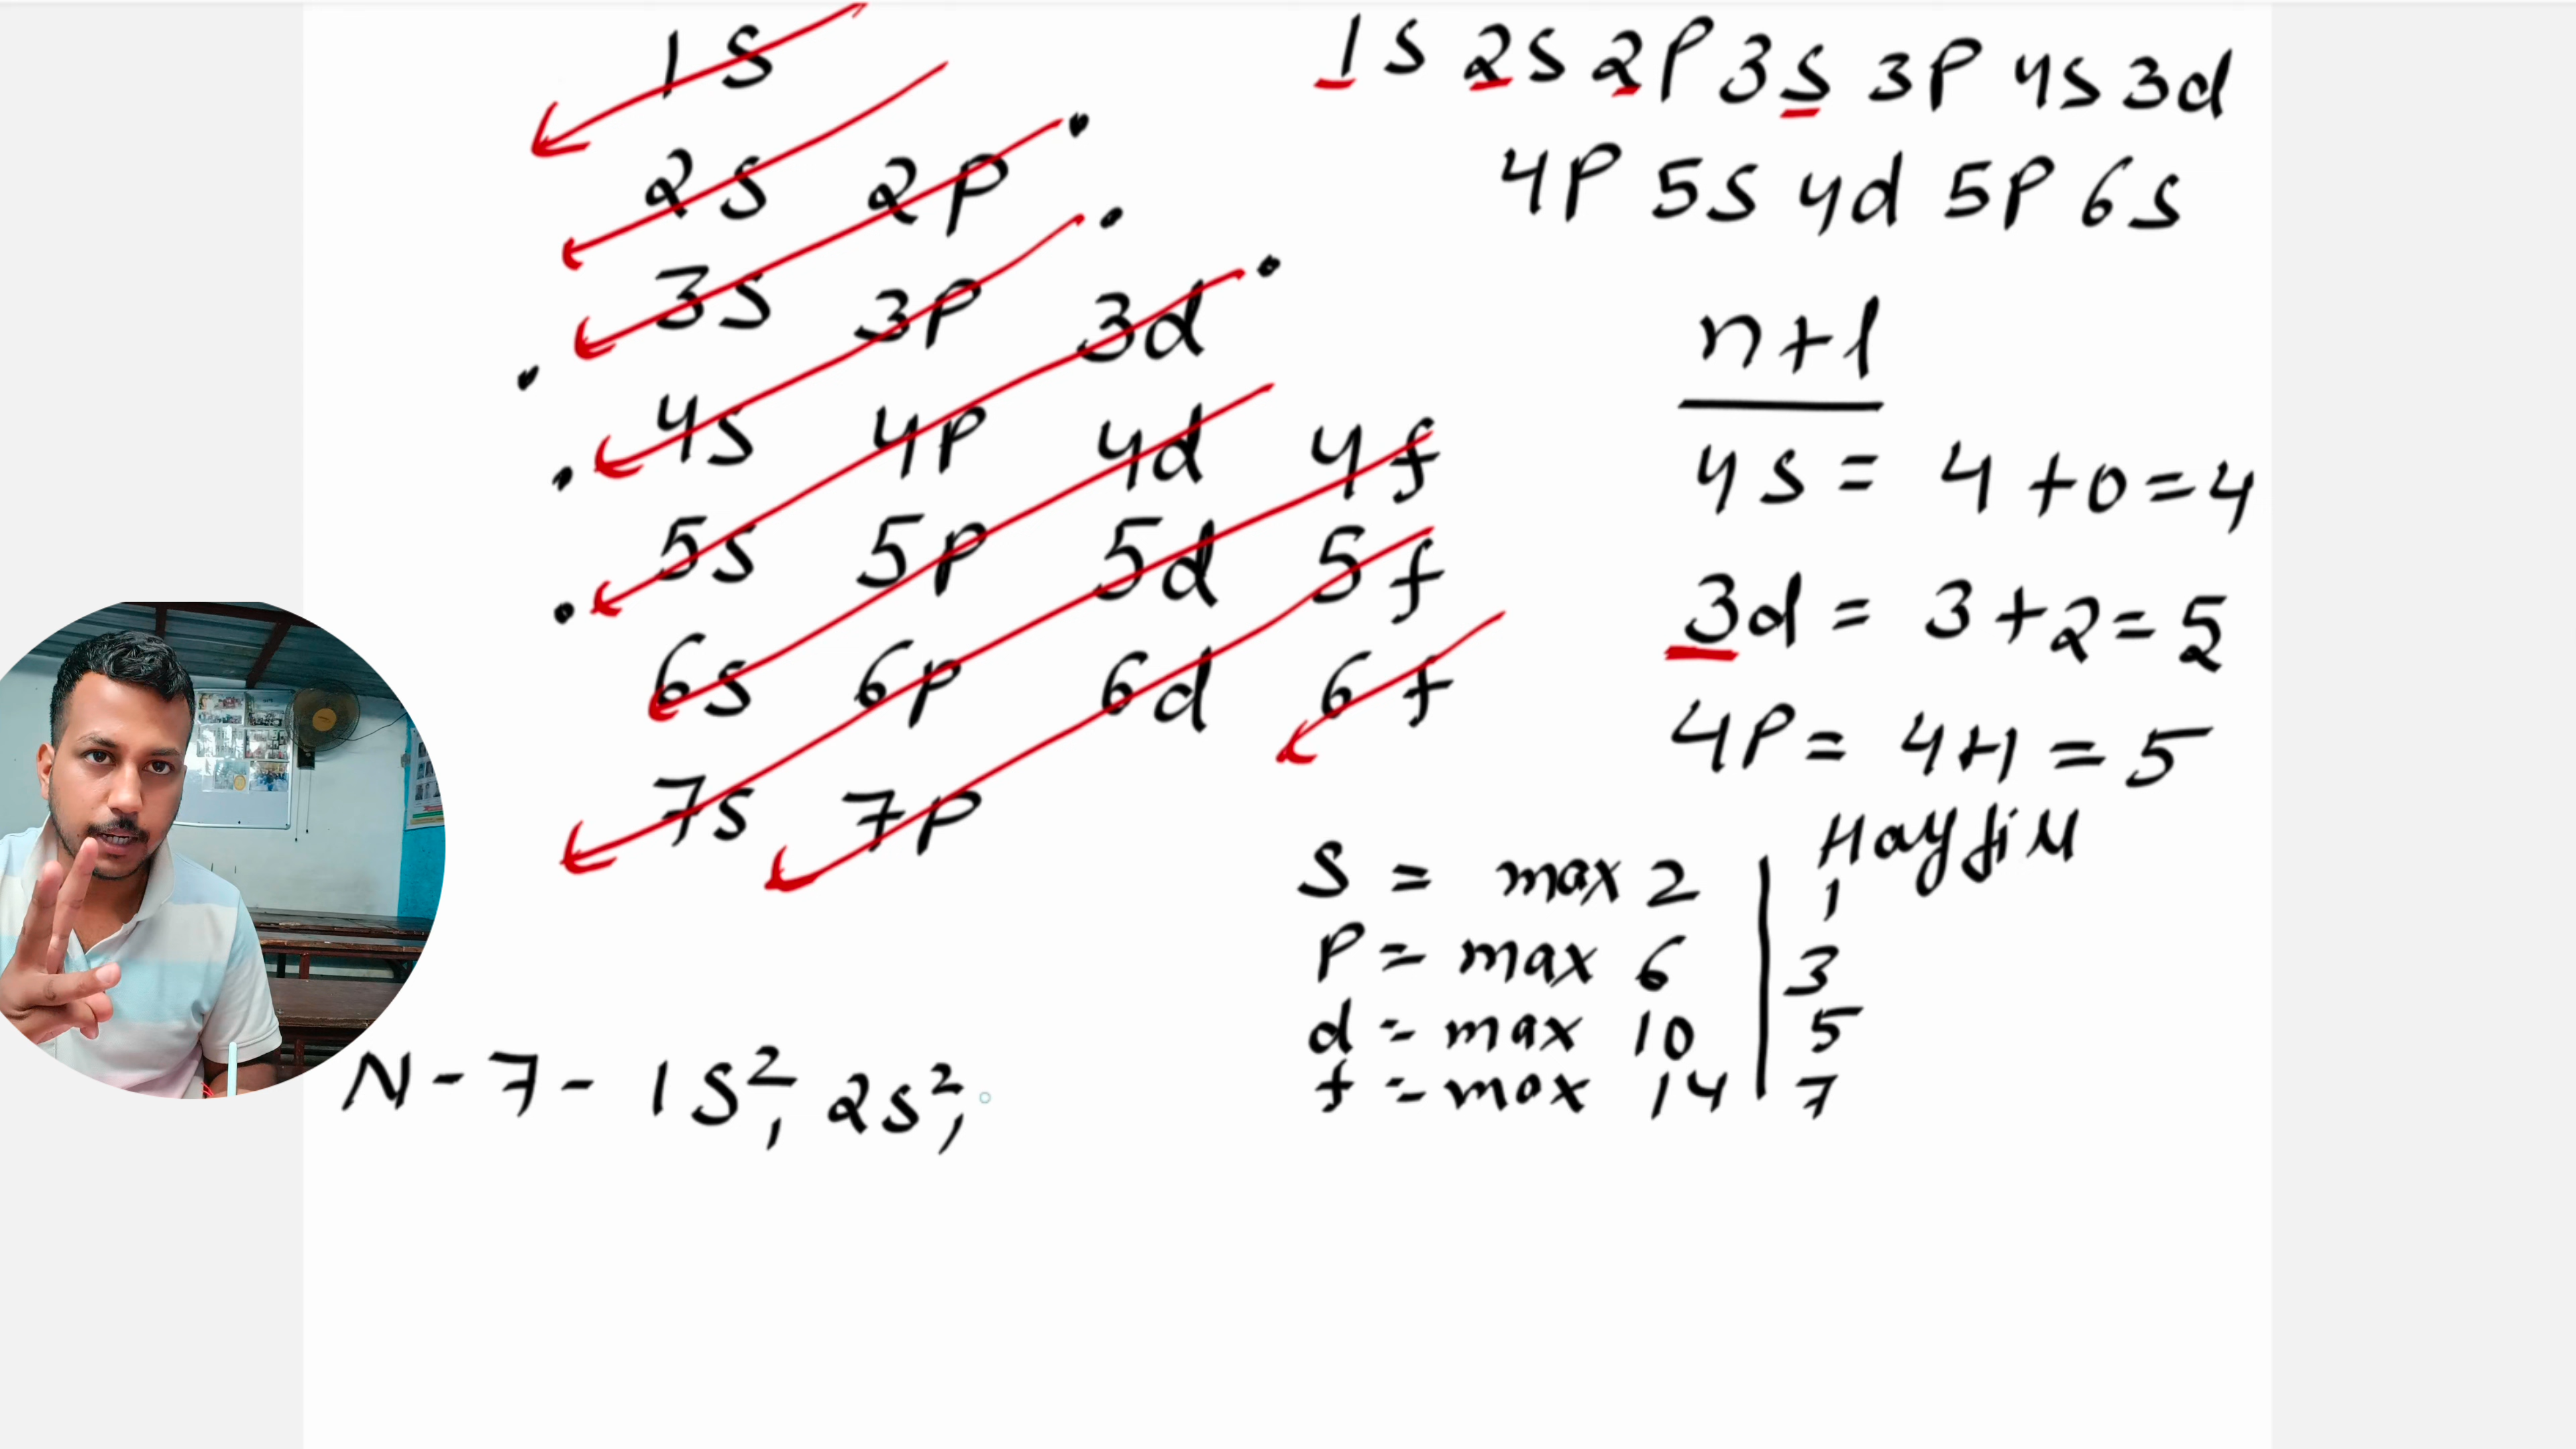 1s
2s 2p
3s 3p 3d
4s 4p 4d 4f
5s 5p 5d 5f
6s 6p 6d 6f
7s 7p
1s 2s 2p 3s 3p 4s 3d
4p 5s 4d 5p 6s
n+l
4s = 4+0=4
3d = 3+2=5
4p = 4+1=5
Hayfill
s = max 2 | 1
p = max 6 | 3
d = max 10 | 5
f = max 14 | 7
N-7- 1s², 2s²,